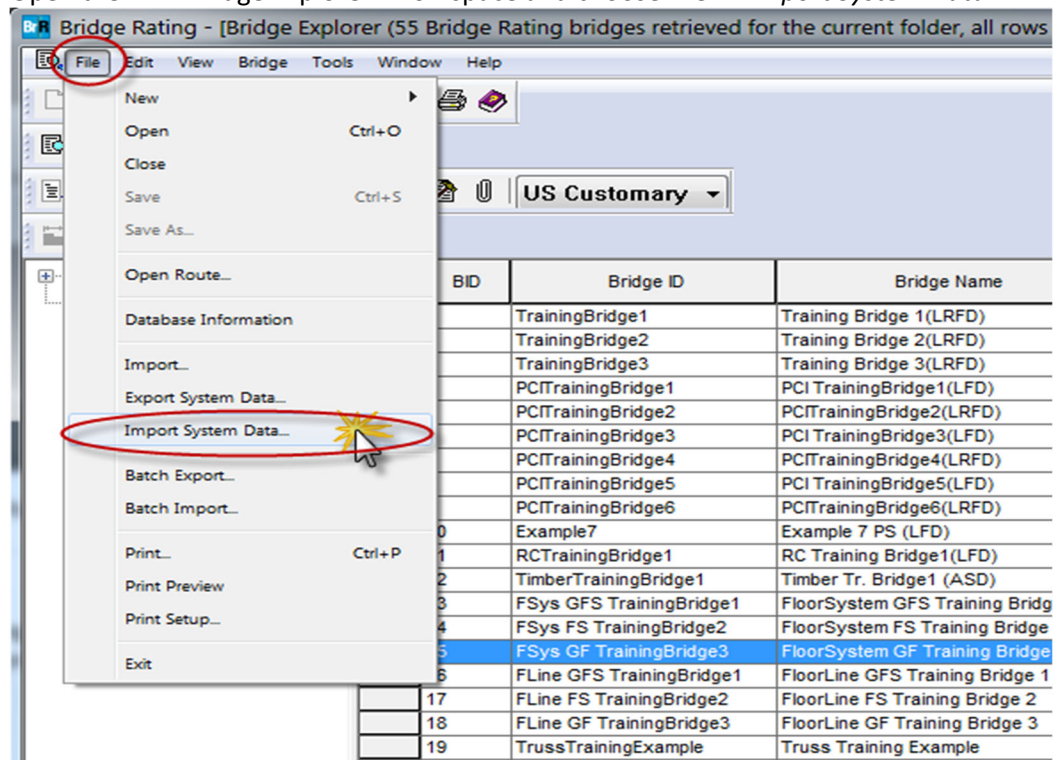 Bridge Rating - [Bridge Explorer (55 Bridge Rating bridges retrieved for the current folder, all rows
File Edit View Bridge Tools Window Help
New
Open Ctrl+O
Close
Save Ctrl+S
US Customary
Save As...
Open Route...
BID Bridge ID Bridge Name
Database Information
TrainingBridge1 Training Bridge 1(LRFD)
TrainingBridge2 Training Bridge 2(LRFD)
Import...
TrainingBridge3 Training Bridge 3(LRFD)
PCITrainingBridge1 PCI TrainingBridge1(LFD)
Export System Data...
PCITrainingBridge2 PCITrainingBridge2(LRFD)
Import System Data...
PCITrainingBridge3 PCI TrainingBridge3(LFD)
PCITrainingBridge4 PCITrainingBridge4(LRFD)
Batch Export...
PCITrainingBridge5 PCI TrainingBridge5(LFD)
Batch Import...
PCITrainingBridge6 PCITrainingBridge6(LRFD)
0 Example7 Example 7 PS (LFD)
Print... Ctrl+P
1 RCTrainingBridge1 RC Training Bridge1(LFD)
Print Preview
2 TimberTrainingBridge1 Timber Tr. Bridge1 (ASD)
3 FSys GFS TrainingBridge1 FloorSystem GFS Training Bridg
Print Setup...
4 FSys FS TrainingBridge2 FloorSystem FS Training Bridge
5 FSys GF TrainingBridge3 FloorSystem GF Training Bridge
Exit
6 FLine GFS TrainingBridge1 FloorLine GFS Training Bridge 1
17 FLine FS TrainingBridge2 FloorLine FS Training Bridge 2
18 FLine GF TrainingBridge3 FloorLine GF Training Bridge 3
19 TrussTrainingExample Truss Training Example